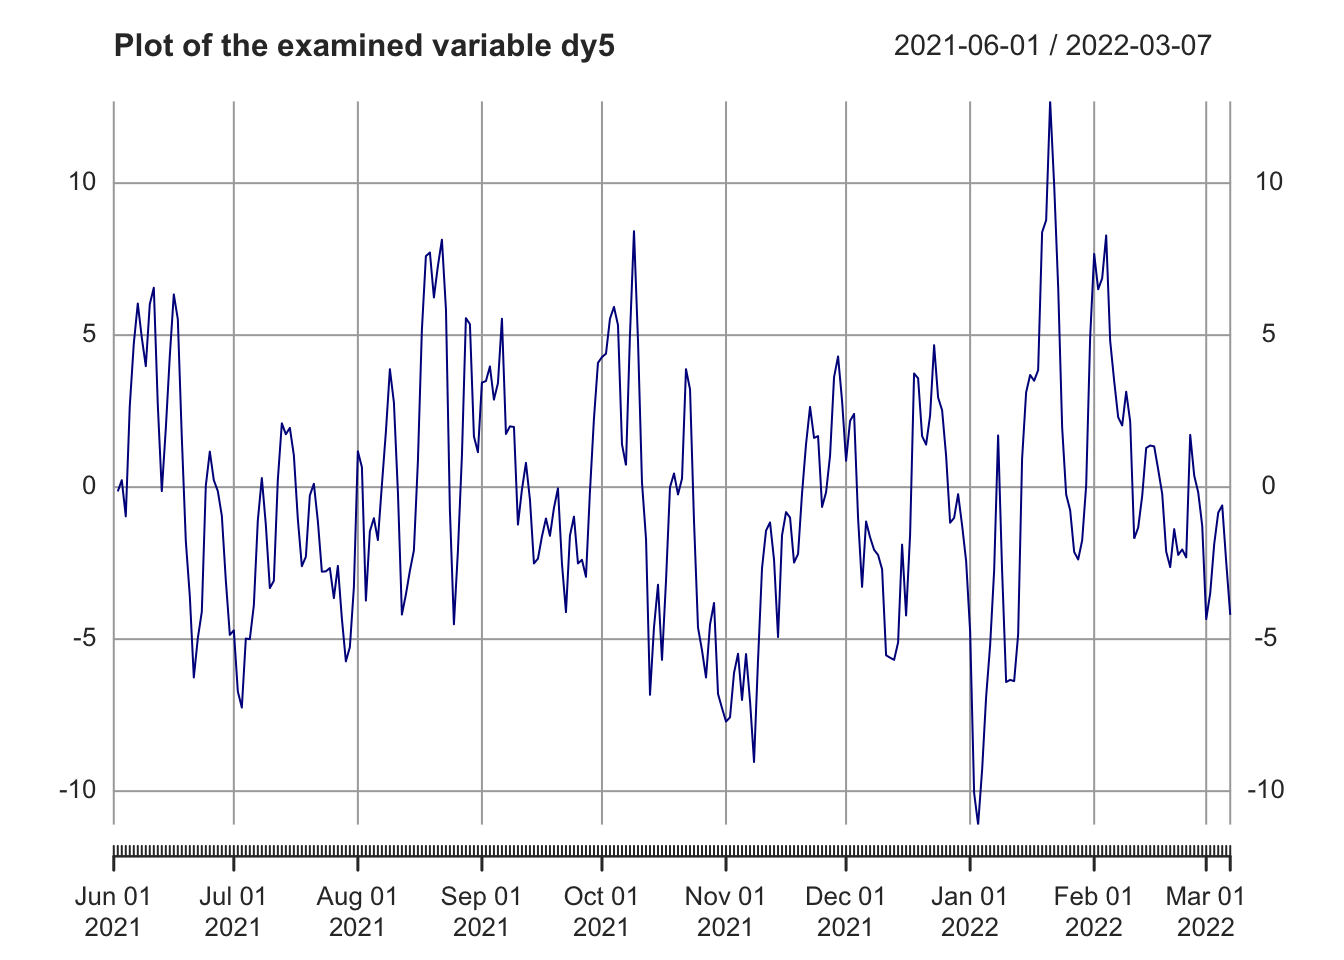 Plot of the examined variable dy5 2021-06-01 / 2022-03-07
10 10
5 5
0 0
-5 -5
-10 -10
Jun 01 Jul 01 Aug 01 Sep 01 Oct 01 Nov 01 Dec 01 Jan 01 Feb 01 Mar 01
2021 2021 2021 2021 2021 2021 2021 2022 2022 2022